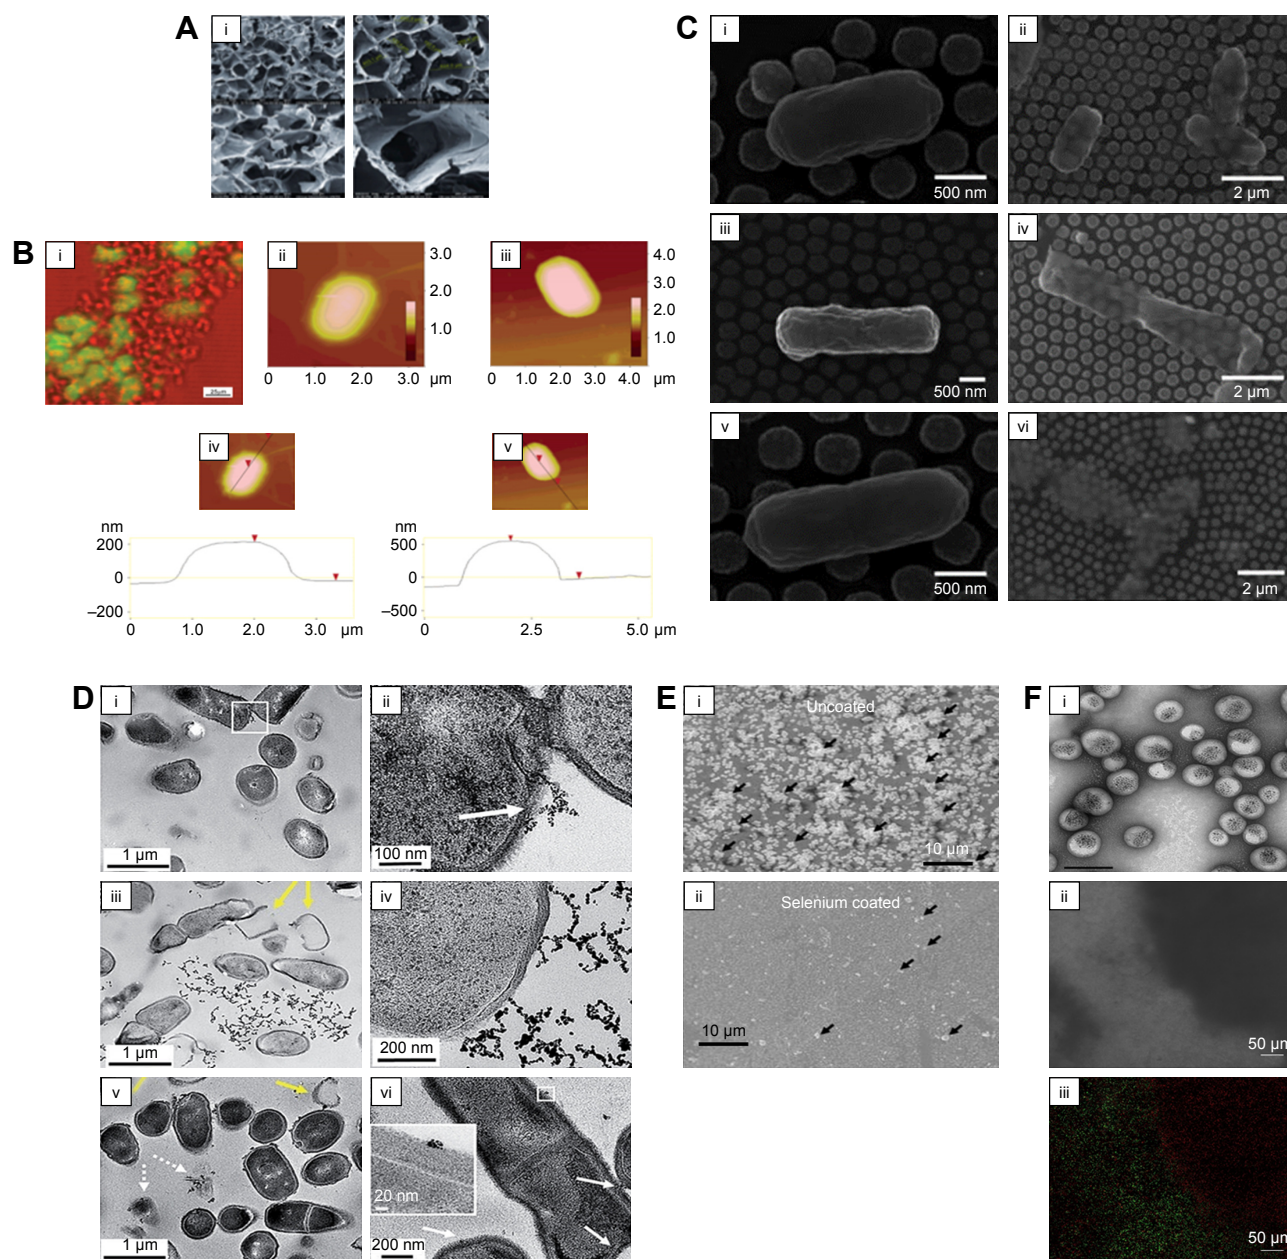 A
i
B
i
25µm
ii
3.0
2.0
1.0
0 1.0 2.0 3.0 µm
iii
4.0
3.0
2.0
1.0
0 1.0 2.0 3.0 4.0 µm
iv
nm
200
0
–200
0 1.0 2.0 3.0 µm
v
nm
500
0
–500
0 2.5 5.0 µm
C
i
500 nm
ii
2 µm
iii
500 nm
iv
2 µm
v
500 nm
vi
2 µm
D
i
1 µm
ii
100 nm
iii
1 µm
iv
200 nm
v
1 µm
vi
20 nm
200 nm
E
i
Uncoated
10 µm
ii
Selenium coated
10 µm
F
i
ii
50 µm
iii
50 µm